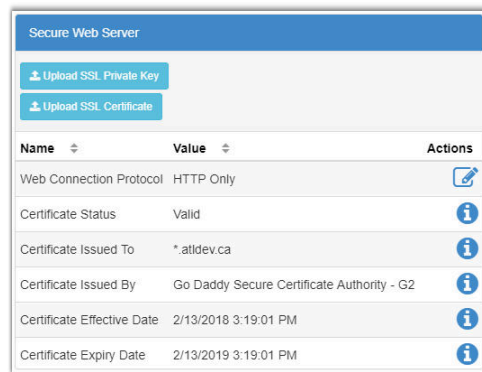 Secure Web Server
Upload SSL Private Key
Upload SSL Certificate
Name Value Actions
Web Connection Protocol HTTP Only
Certificate Status Valid
Certificate Issued To *.atldev.ca
Certificate Issued By Go Daddy Secure Certificate Authority - G2
Certificate Effective Date 2/13/2018 3:19:01 PM
Certificate Expiry Date 2/13/2019 3:19:01 PM